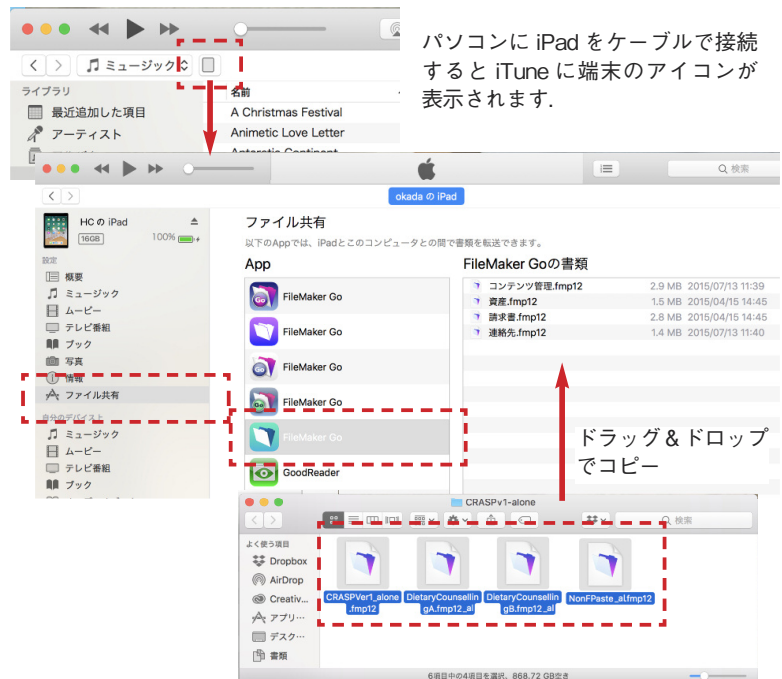 パソコンに iPad をケーブルで接続
すると iTune に端末のアイコンが
表示されます.
ミュージック
ライブラリ
名前
最近追加した項目
A Christmas Festival
アーティスト
Animetic Love Letter
Antarctic Continent
検索
okada の iPad
HC の iPad
16GB
100%
ファイル共有
以下のAppでは、iPadとこのコンピュータとの間で書類を転送できます。
設定
概要
ミュージック
ムービー
テレビ番組
ブック
写真
情報
ファイル共有
自分のデバイス上
ミュージック
ムービー
テレビ番組
ブック
App
FileMaker Go
FileMaker Go
FileMaker Go
FileMaker Go
FileMaker Go
GoodReader
FileMaker Goの書類
コンテンツ管理.fmp12 2.9 MB 2015/07/13 11:39
資産.fmp12 1.5 MB 2015/04/15 14:45
請求書.fmp12 2.8 MB 2015/04/15 14:45
連絡先.fmp12 1.4 MB 2015/07/13 11:40
ドラッグ＆ドロップ
でコピー
CRASPv1-alone
検索
よく使う項目
Dropbox
AirDrop
Creativ...
アプリ…
デスク…
書類
CRASPVer1_alone
.fmp12
DietaryCounsellin
gA.fmp12_al
DietaryCounsellin
gB.fmp12_al
NonFPaste_al.fmp12
6項目中の4項目を選択、868.72 GB空き